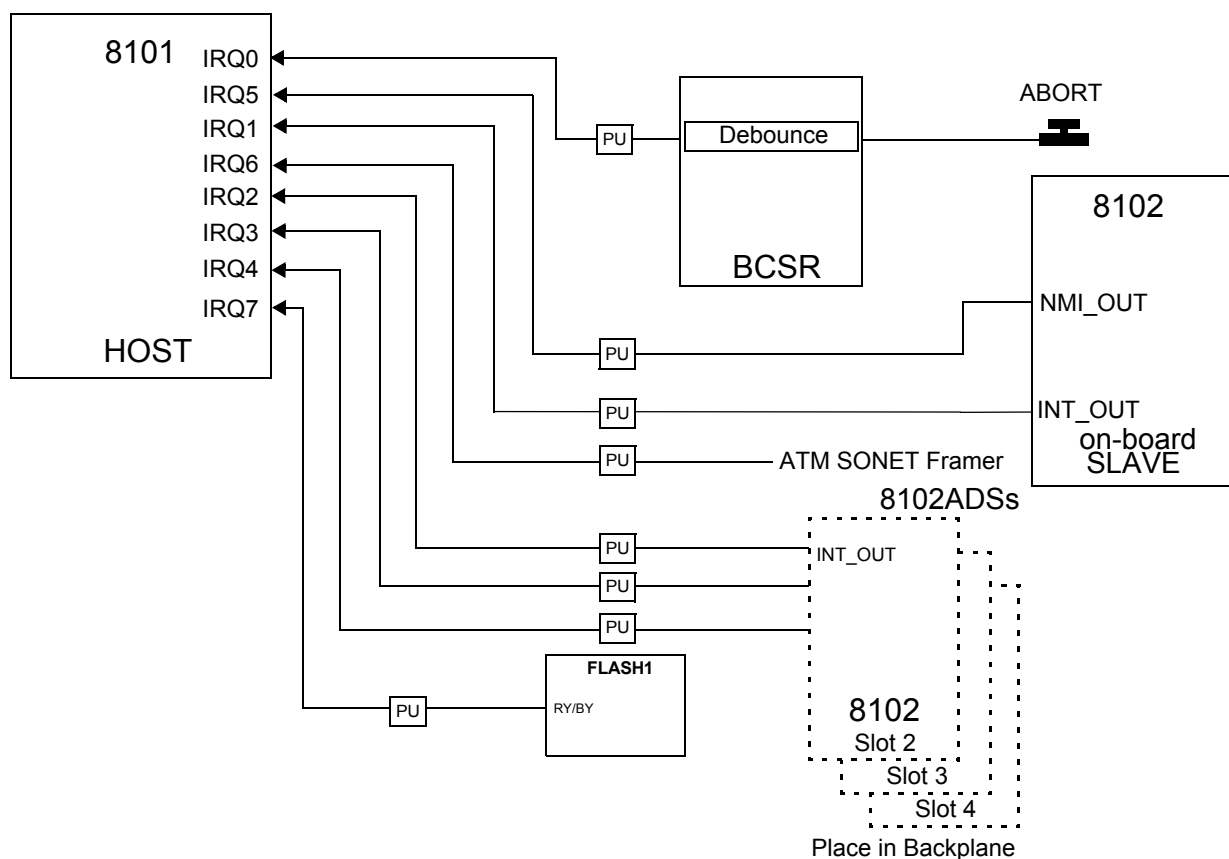 8101
IRQ0
IRQ5
IRQ1
IRQ6
IRQ2
IRQ3
IRQ4
IRQ7
HOST
PU
Debounce
BCSR
ABORT
8102
NMI_OUT
INT_OUT
on-board
SLAVE
PU
PU
PU
ATM SONET Framer
8102ADSs
PU
PU
PU
INT_OUT
8102
Slot 2
Slot 3
Slot 4
Place in Backplane
PU
FLASH1
RY/BY